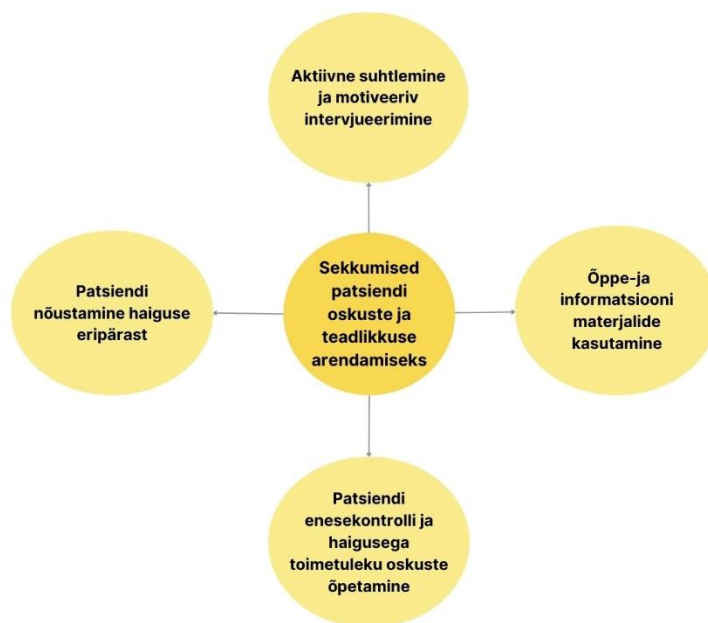 Aktiivne suhtlemine
ja motiveeriv
intervjueerimine
Patsiendi
nõustamine haiguse
eripärast
Sekkumised
patsiendi
oskuste ja
teadlikkuse
arendamiseks
Õppe-ja
informatsiooni
materjalide
kasutamine
Patsiendi
enesekontrolli ja
haigusega
toimetuleku oskuste
õpetamine